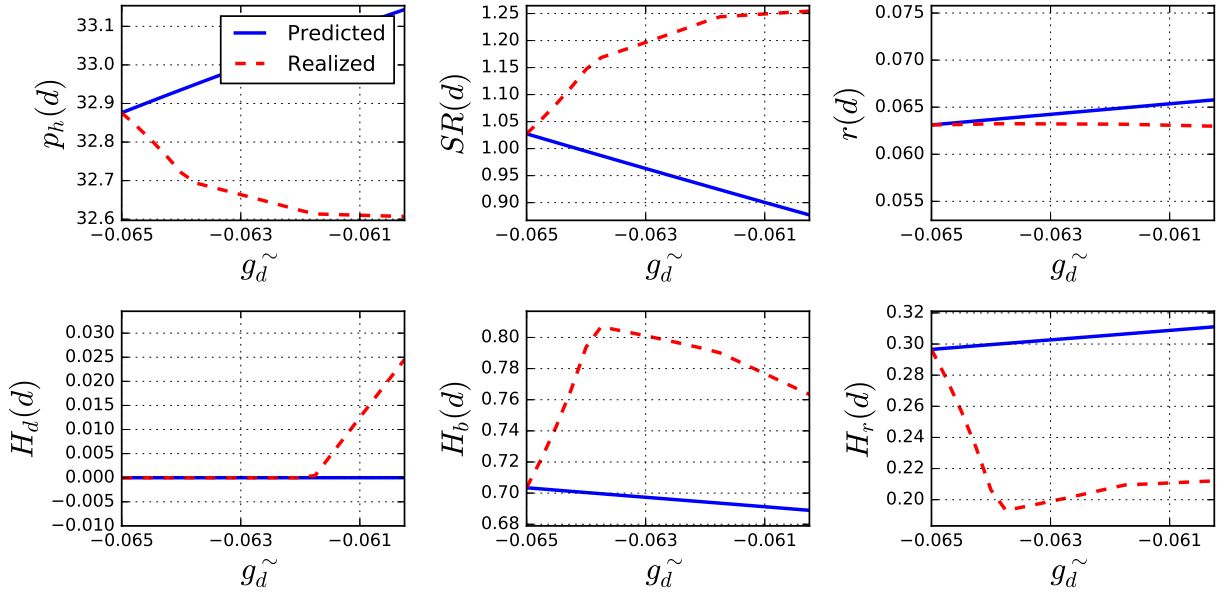 33.1
33.0
32.9
32.8
32.7
32.6
p_h(d)
Predicted
Realized
−0.065 −0.063 −0.061
g_d^~
1.25
1.20
1.15
1.10
1.05
1.00
0.95
0.90
SR(d)
−0.065 −0.063 −0.061
g_d^~
0.075
0.070
0.065
0.060
0.055
r(d)
−0.065 −0.063 −0.061
g_d^~
0.030
0.025
0.020
0.015
0.010
0.005
0.000
−0.005
−0.010
H_d(d)
−0.065 −0.063 −0.061
g_d^~
0.80
0.78
0.76
0.74
0.72
0.70
0.68
H_b(d)
−0.065 −0.063 −0.061
g_d^~
0.32
0.30
0.28
0.26
0.24
0.22
0.20
H_r(d)
−0.065 −0.063 −0.061
g_d^~